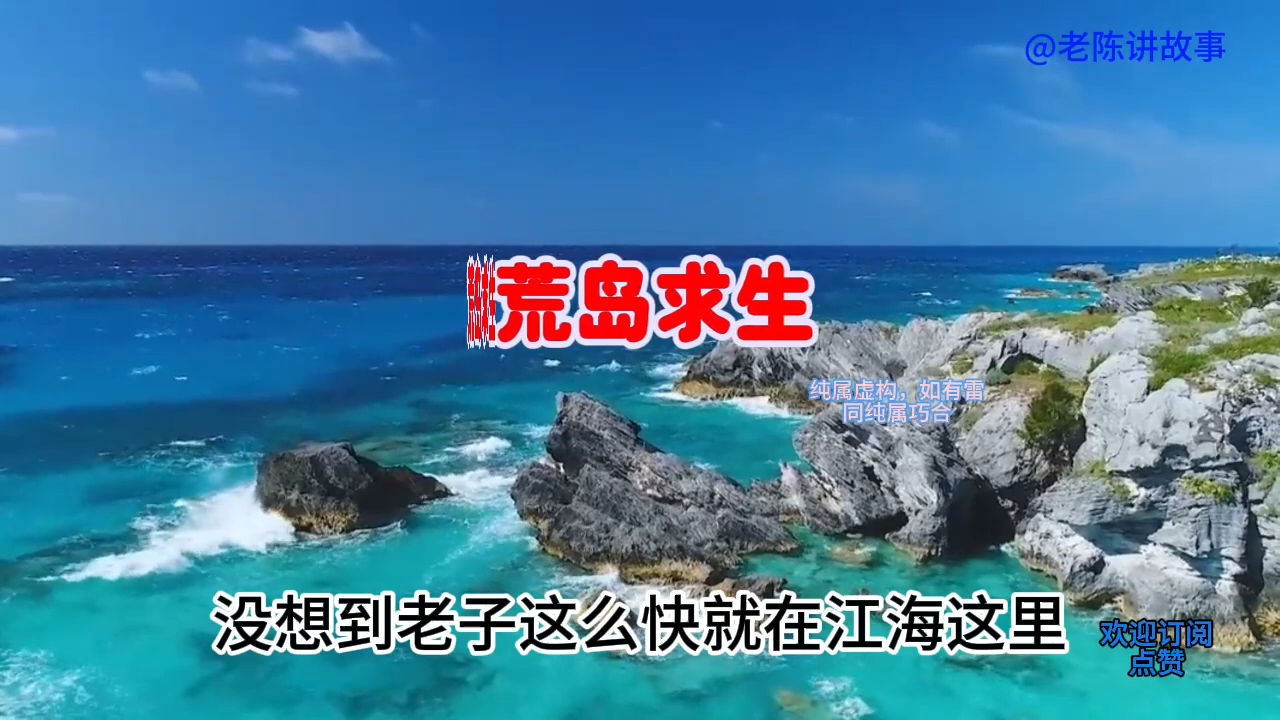 @老陈讲故事
荒岛求生
纯属虚构，如有雷
同纯属巧合
没想到老子这么快就在江海这里
欢迎订阅
点赞